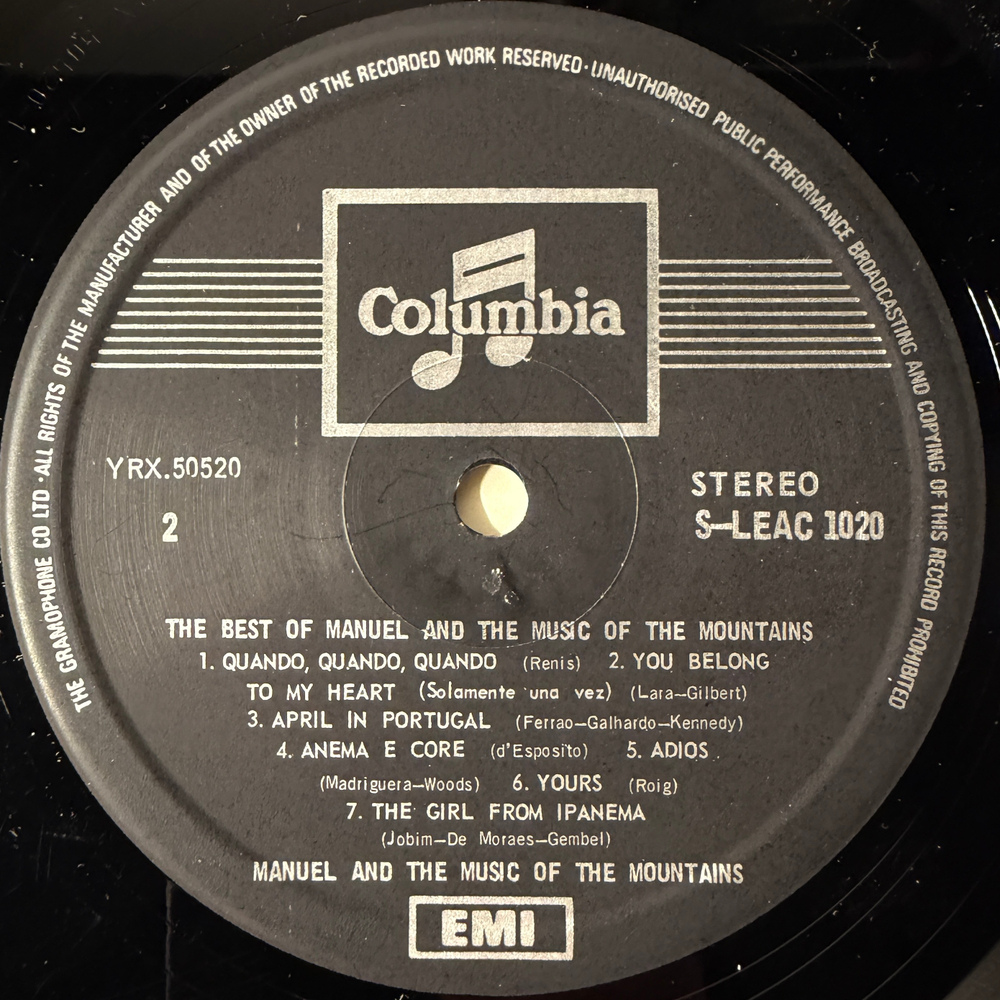 THE GRAMOPHONE CO LTD · ALL RIGHTS OF THE MANUFACTURER AND OF THE OWNER OF THE RECORDED WORK RESERVED · UNAUTHORISED PUBLIC PERFORMANCE BROADCASTING AND COPYING OF THIS RECORD PROHIBITED
Columbia
YRX.50520
2
STEREO
S–LEAC 1020
THE BEST OF MANUEL AND THE MUSIC OF THE MOUNTAINS
1. QUANDO, QUANDO, QUANDO (Renis) 2. YOU BELONG
TO MY HEART (Solamente una vez) (Lara–Gilbert)
3. APRIL IN PORTUGAL (Ferrao–Galhardo–Kennedy)
4. ANEMA E CORE (d'Esposito) 5. ADIOS
(Madriguera–Woods) 6. YOURS (Roig)
7. THE GIRL FROM IPANEMA
(Jobim–De Moraes–Gembel)
MANUEL AND THE MUSIC OF THE MOUNTAINS
EMI